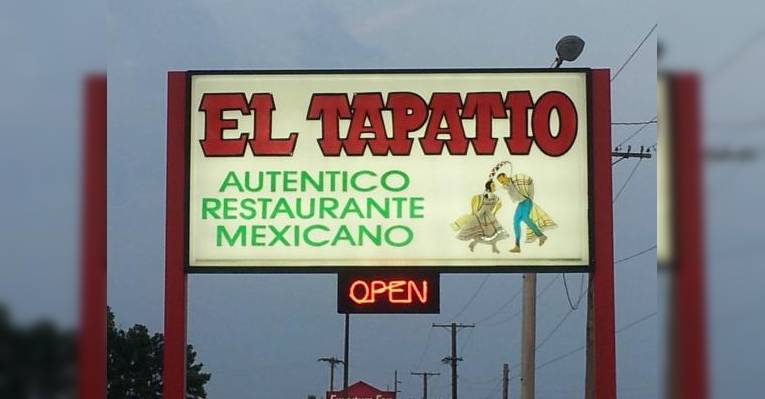 EL TAPATIO
AUTENTICO
RESTAURANTE
MEXICANO
OPEN